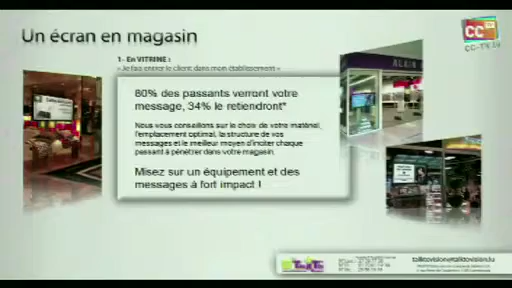 Un écran en magasin
CC
CC-TV.lu
1- En VITRINE :
« Je fais entrer le client dans mon établissement »
80% des passants verront votre
message, 34% le retiendront*
Nous vous conseillons sur le choix de votre matériel,
l'emplacement optimal, la structure de vos
messages et le meilleur moyen d'inciter chaque
passant à pénétrer dans votre magasin.
Misez sur un équipement et des
messages à fort impact !